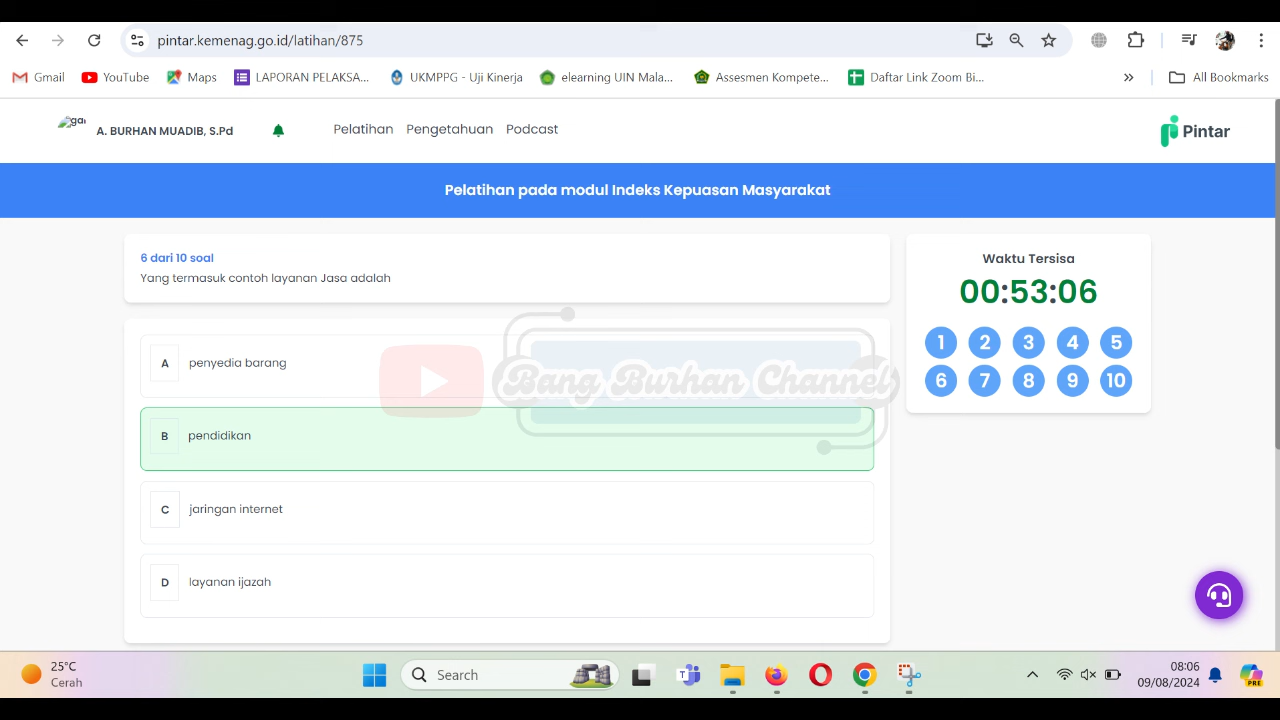 pintar.kemenag.go.id/latihan/875
Gmail
YouTube
Maps
LAPORAN PELAKSA...
UKMPPG - Uji Kinerja
elearning UIN Mala...
Assesmen Kompete...
Daftar Link Zoom Bi...
»
All Bookmarks
gar
A. BURHAN MUADIB, S.Pd
Pelatihan
Pengetahuan
Podcast
Pintar
Pelatihan pada modul Indeks Kepuasan Masyarakat
6 dari 10 soal
Yang termasuk contoh layanan Jasa adalah
Waktu Tersisa
00:53:06
1 2 3 4 5
6 7 8 9 10
A penyedia barang
Bang Burhan Channel
B pendidikan
C jaringan internet
D layanan ijazah
25°C
Cerah
Search
08:06
09/08/2024
PRE